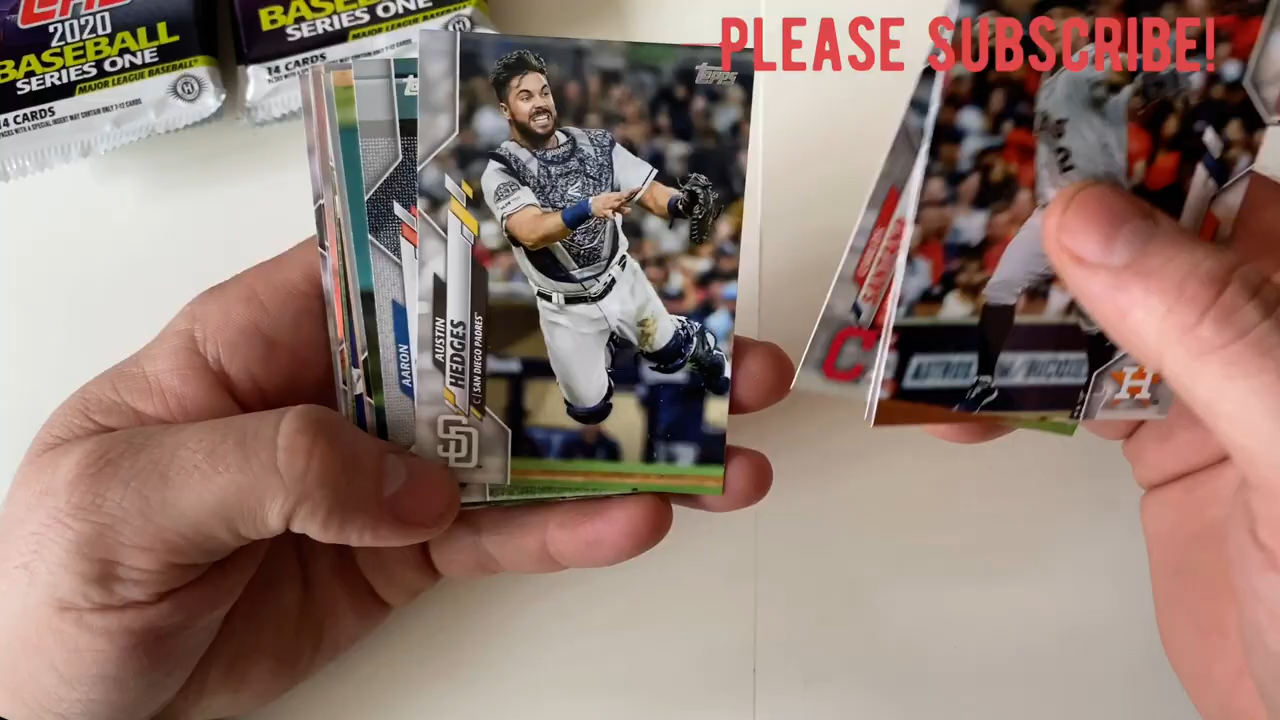 2020
BASEBALL
SERIES ONE
MAJOR LEAGUE BASEBALL
14 CARDS
BASEBALL
SERIES ONE
MAJOR LEAGUE BASEBALL
14 CARDS
PLEASE SUBSCRIBE!
Topps
AARON
AUSTIN
HEDGES
C | SAN DIEGO PADRES
SD
C
H